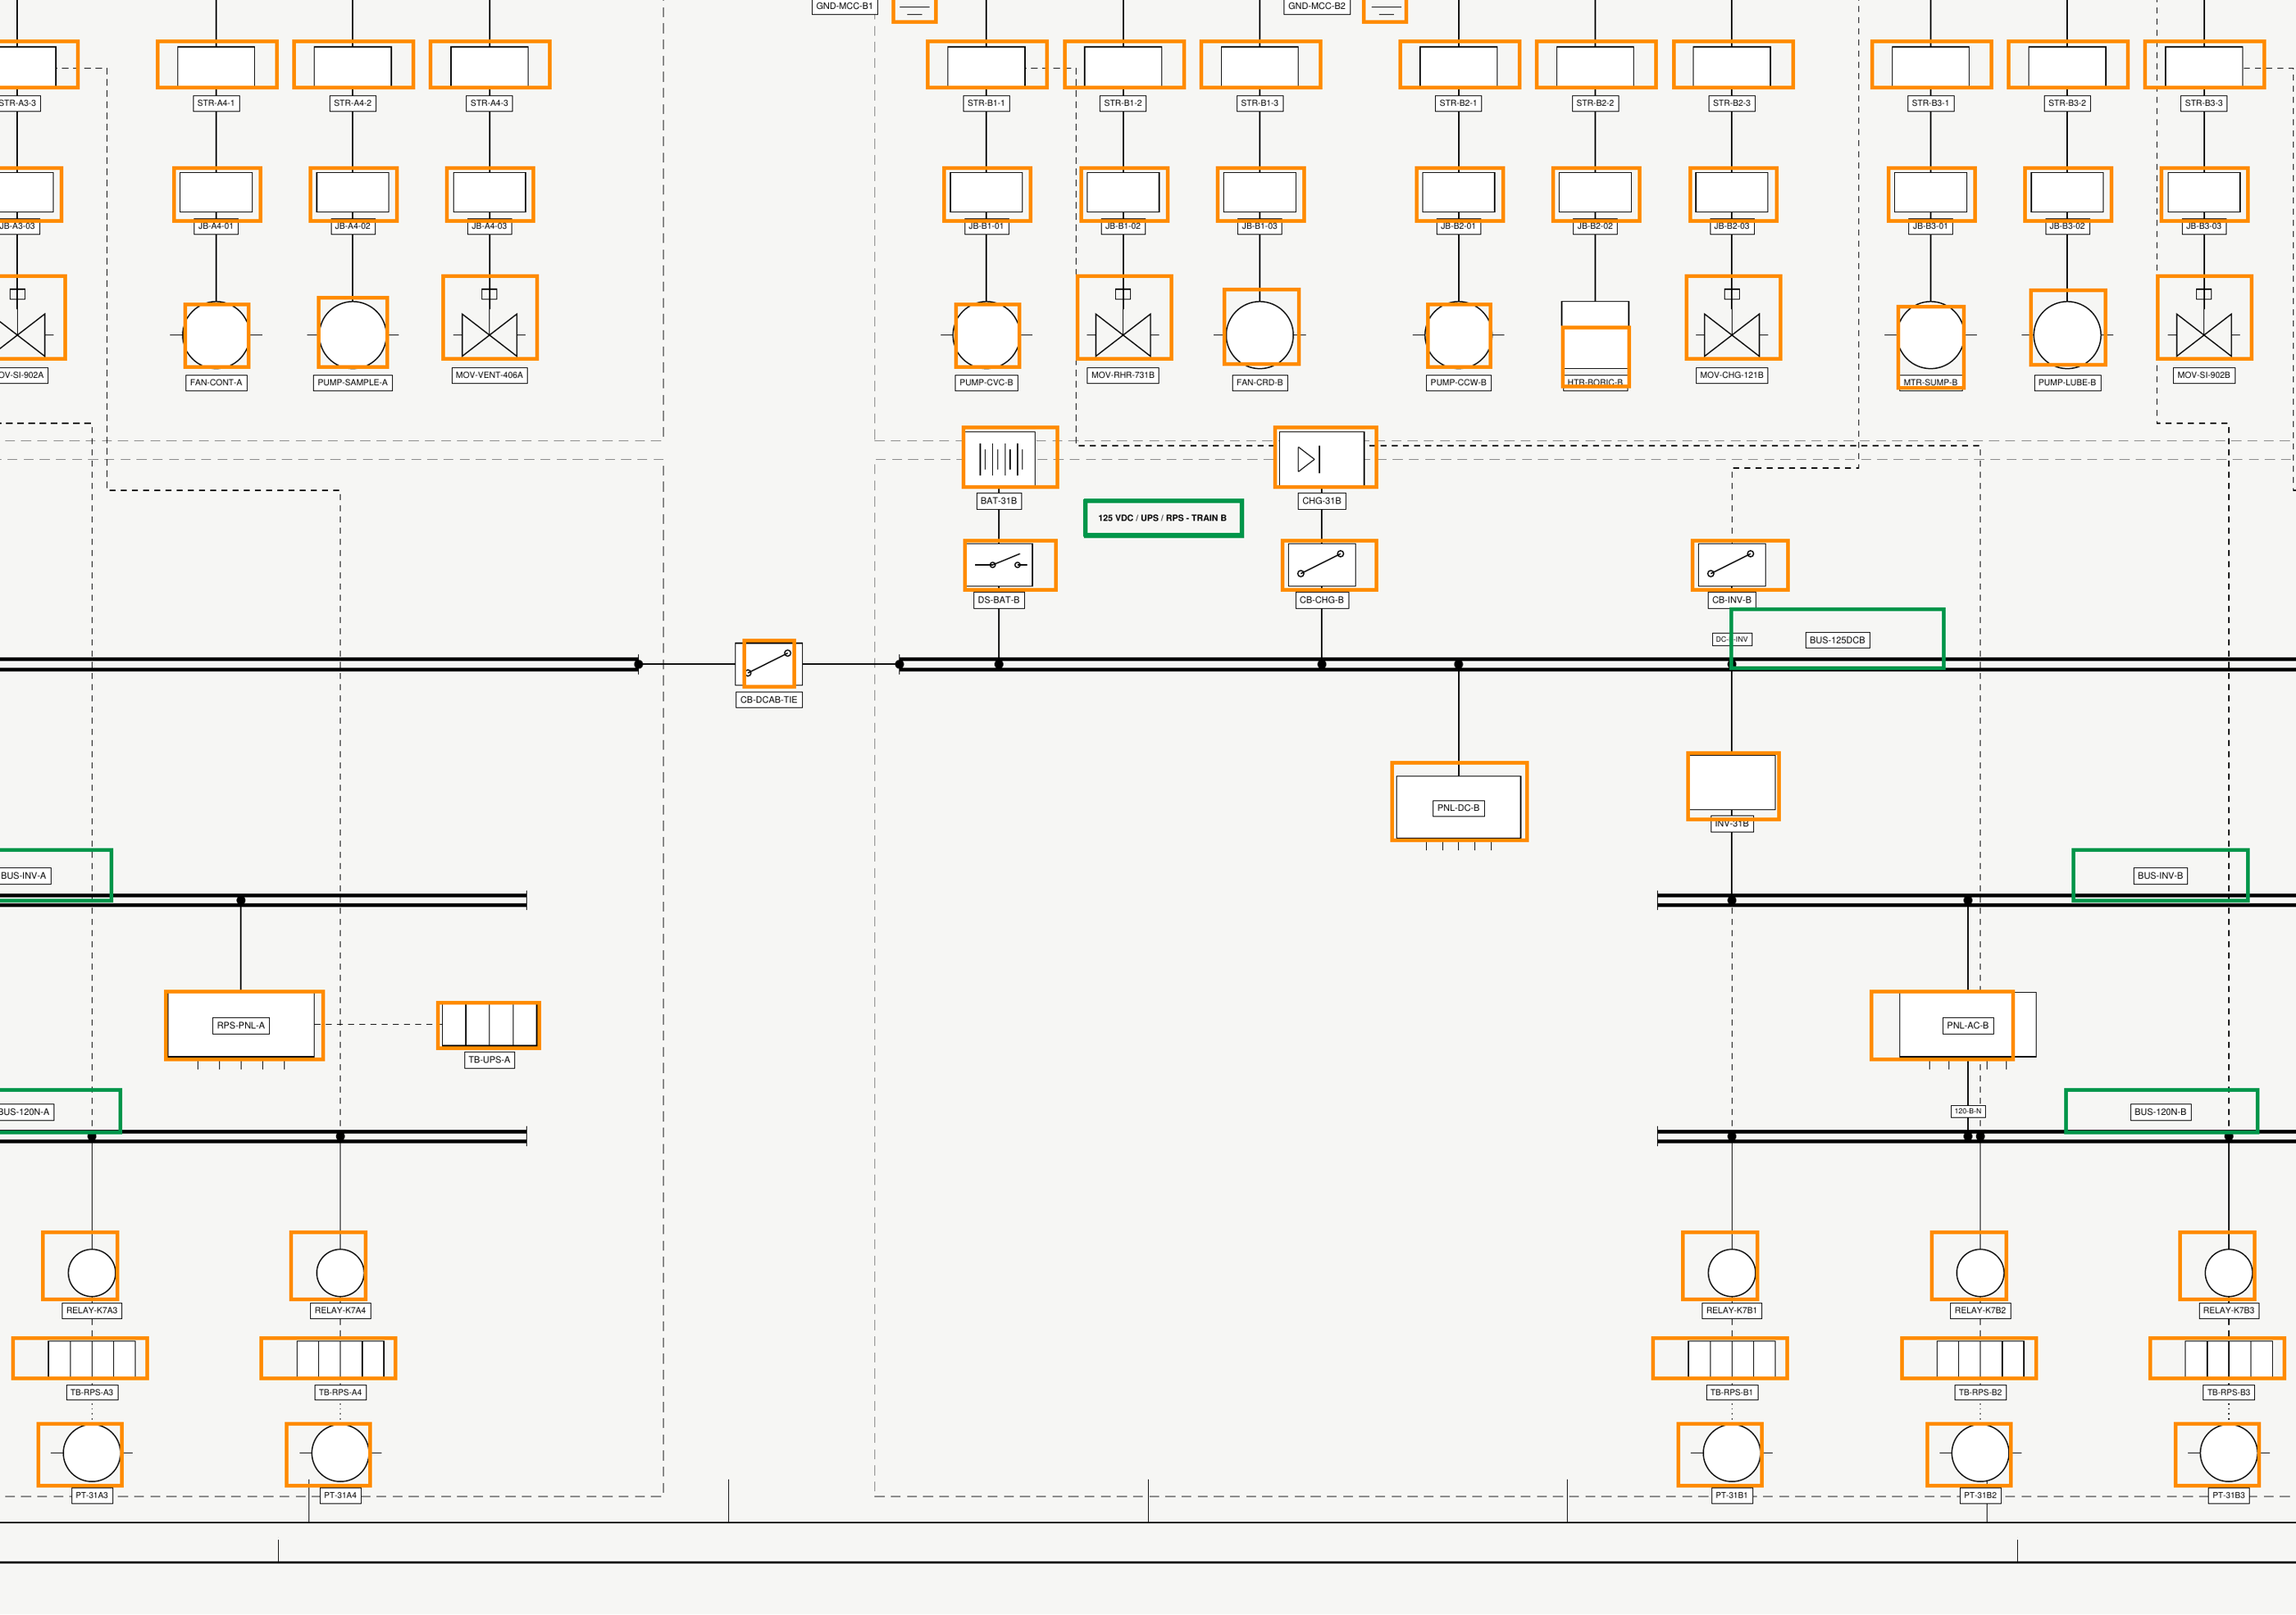 GND-MCC-B1
GND-MCC-B2
STR-A3-3
STR-A4-1
STR-A4-2
STR-A4-3
STR-B1-1
STR-B1-2
STR-B1-3
STR-B2-1
STR-B2-2
STR-B2-3
STR-B3-1
STR-B3-2
STR-B3-3
JB-A3-03
JB-A4-01
JB-A4-02
JB-A4-03
JB-B1-01
JB-B1-02
JB-B1-03
JB-B2-01
JB-B2-02
JB-B2-03
JB-B3-01
JB-B3-02
JB-B3-03
OV-SI-902A
FAN-CONT-A
PUMP-SAMPLE-A
MOV-VENT-406A
PUMP-CVC-B
MOV-RHR-731B
FAN-CRD-B
PUMP-CCW-B
HTR-BORIC-B
MOV-CHG-121B
MTR-SUMP-B
PUMP-LUBE-B
MOV-SI-902B
BAT-31B
CHG-31B
125 VDC / UPS / RPS - TRAIN B
DS-BAT-B
CB-CHG-B
CB-INV-B
BUS-125DCB
CB-DCAB-TIE
PNL-DC-B
INV-31B
BUS-INV-A
BUS-INV-B
RPS-PNL-A
TB-UPS-A
PNL-AC-B
BUS-120N-A
120-B-N
BUS-120N-B
RELAY-K7A3
RELAY-K7A4
RELAY-K7B1
RELAY-K7B2
RELAY-K7B3
TB-RPS-A3
TB-RPS-A4
TB-RPS-B1
TB-RPS-B2
TB-RPS-B3
PT-31A3
PT-31A4
PT-31B1
PT-31B2
PT-31B3